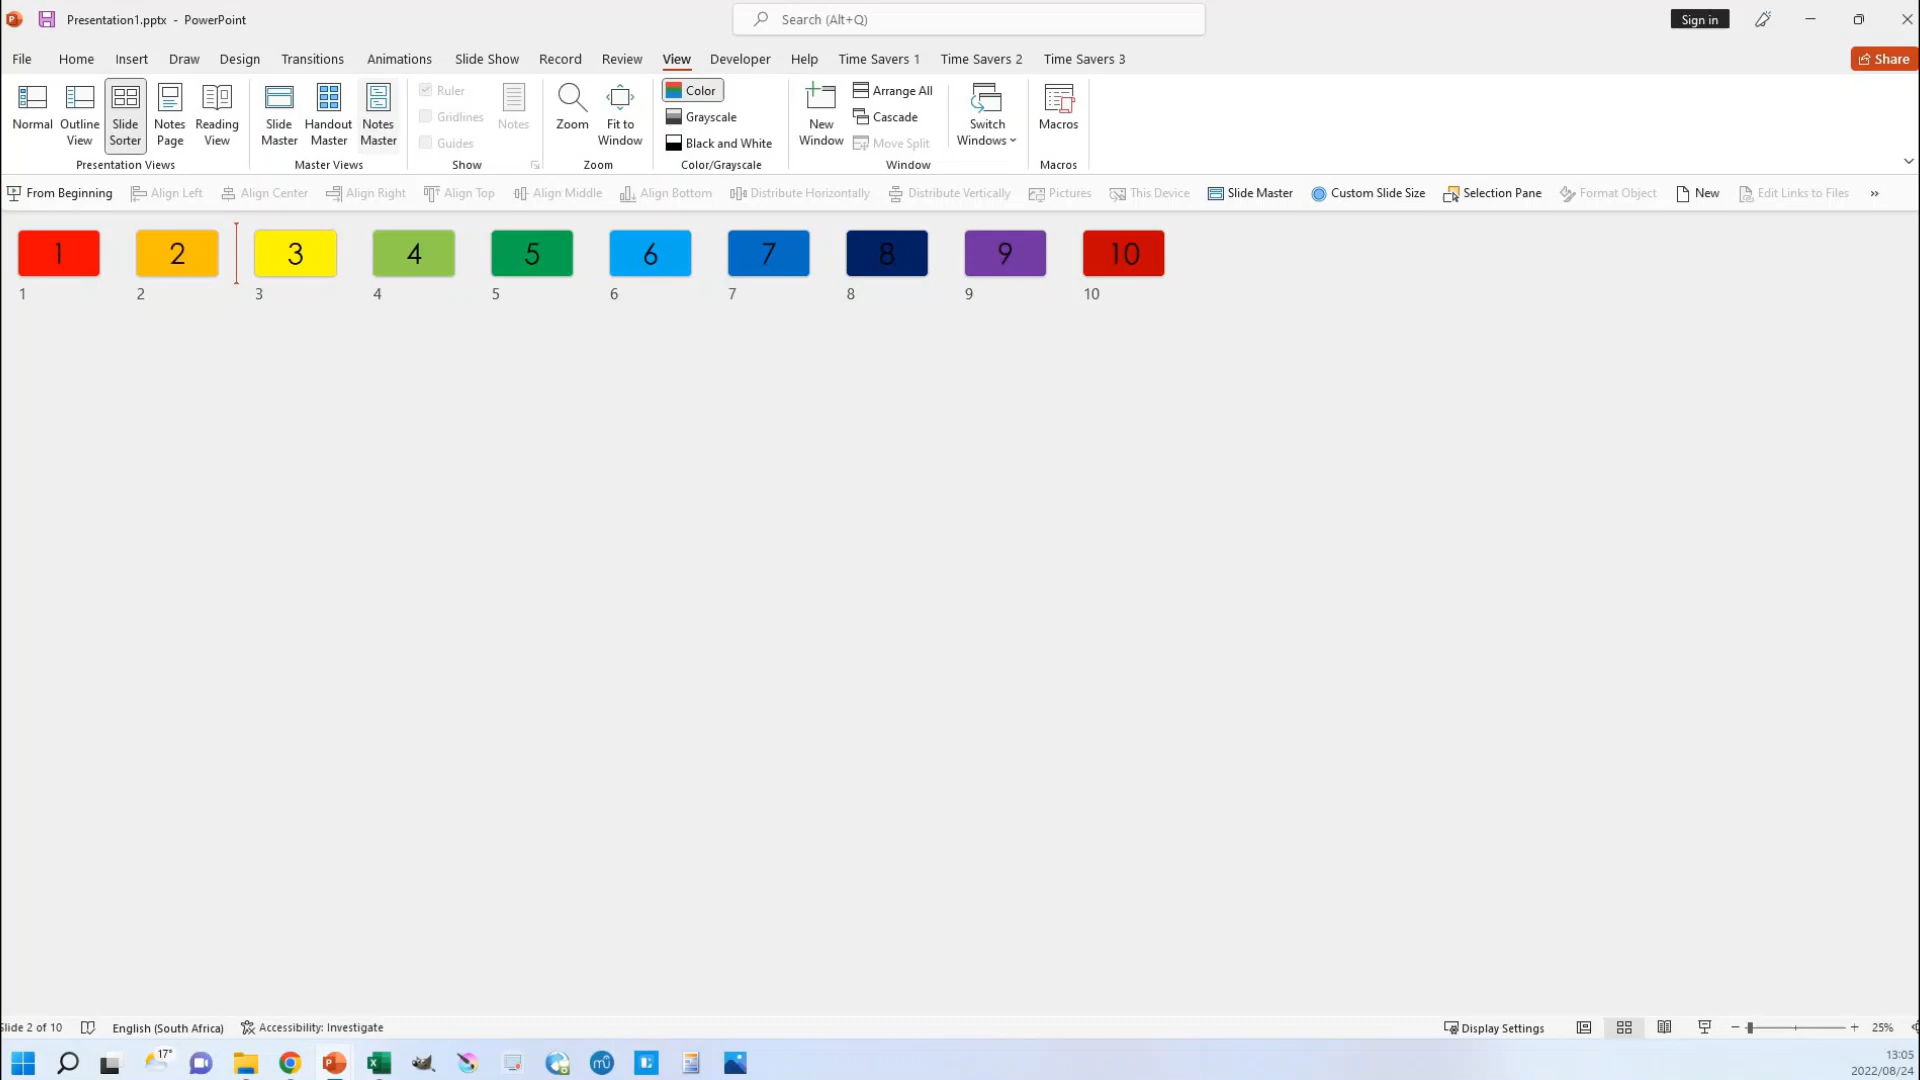 Presentation1.pptx - PowerPoint
Search (Alt+Q)
Sign in
File Home Insert Draw Design Transitions Animations Slide Show Record Review View Developer Help Time Savers 1 Time Savers 2 Time Savers 3
Share
Normal
Outline View
Slide Sorter
Notes Page
Reading View
Presentation Views
Slide Master
Handout Master
Notes Master
Master Views
Ruler
Gridlines
Guides
Notes
Show
Zoom
Fit to Window
Zoom
Color
Grayscale
Black and White
Color/Grayscale
New Window
Arrange All
Cascade
Move Split
Switch Windows
Window
Macros
Macros
From Beginning Align Left Align Center Align Right Align Top Align Middle Align Bottom Distribute Horizontally Distribute Vertically Pictures This Device Slide Master Custom Slide Size Selection Pane Format Object New Edit Links to Files »
1 2 3 4 5 6 7 8 9 10
1 2 3 4 5 6 7 8 9 10
Slide 2 of 10 English (South Africa) Accessibility: Investigate Display Settings 25%
17°
13:05
2022/08/24